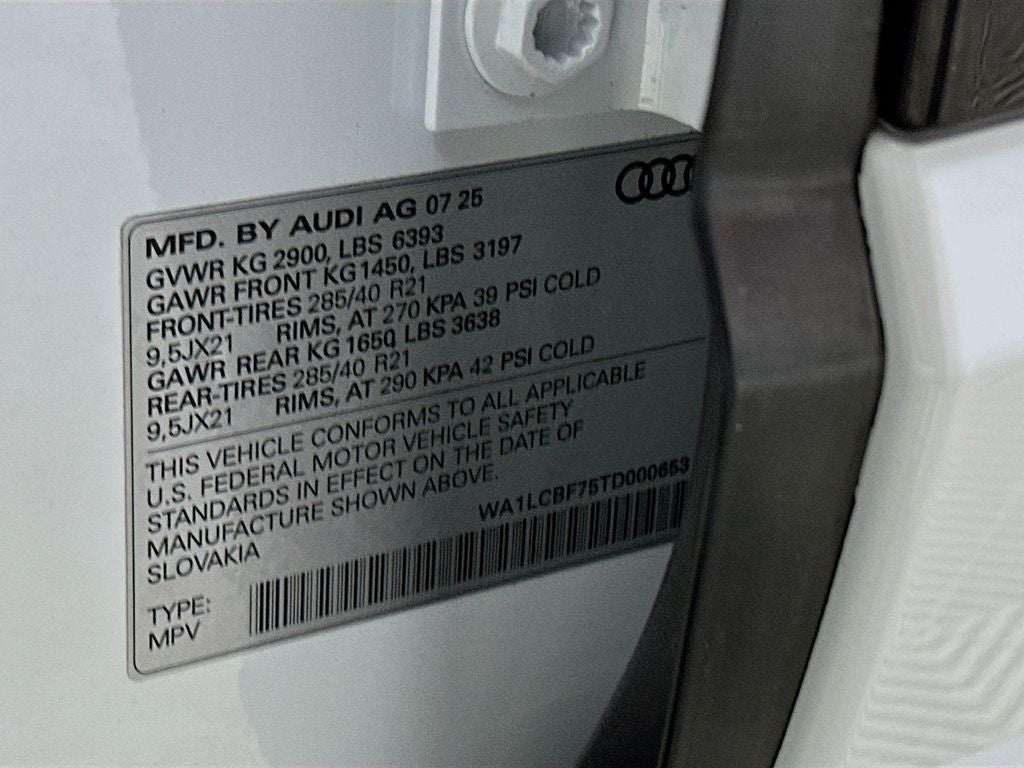 MFD. BY AUDI AG 07 25
GVWR KG 2900, LBS 6393
GAWR FRONT KG1450, LBS 3197
FRONT-TIRES 285/40 R21
9,5JX21 RIMS, AT 270 KPA 39 PSI COLD
GAWR REAR KG 1650, LBS 3638
REAR-TIRES 285/40 R21
9,5JX21 RIMS, AT 290 KPA 42 PSI COLD
THIS VEHICLE CONFORMS TO ALL APPLICABLE
U.S. FEDERAL MOTOR VEHICLE SAFETY
STANDARDS IN EFFECT ON THE DATE OF
MANUFACTURE SHOWN ABOVE.
SLOVAKIA
WA1LCBF75TD000653
TYPE:
MPV